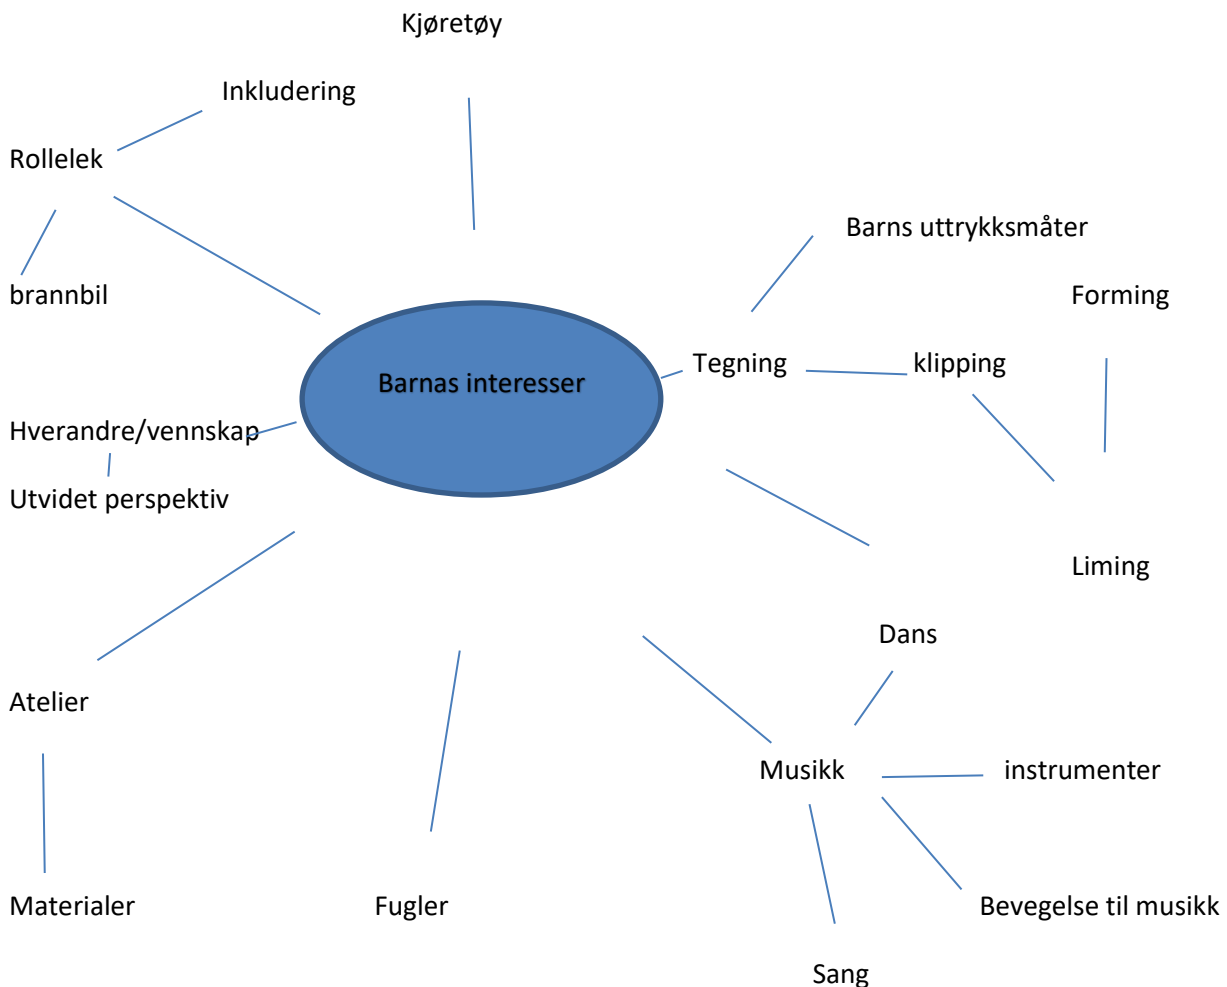 Kjøretøy
Inkludering
Rollelek
Barns uttrykksmåter
brannbil
Forming
Tegning
klipping
Barnas interesser
Hverandre/vennskap
Utvidet perspektiv
Liming
Dans
Atelier
Musikk
instrumenter
Materialer
Fugler
Bevegelse til musikk
Sang